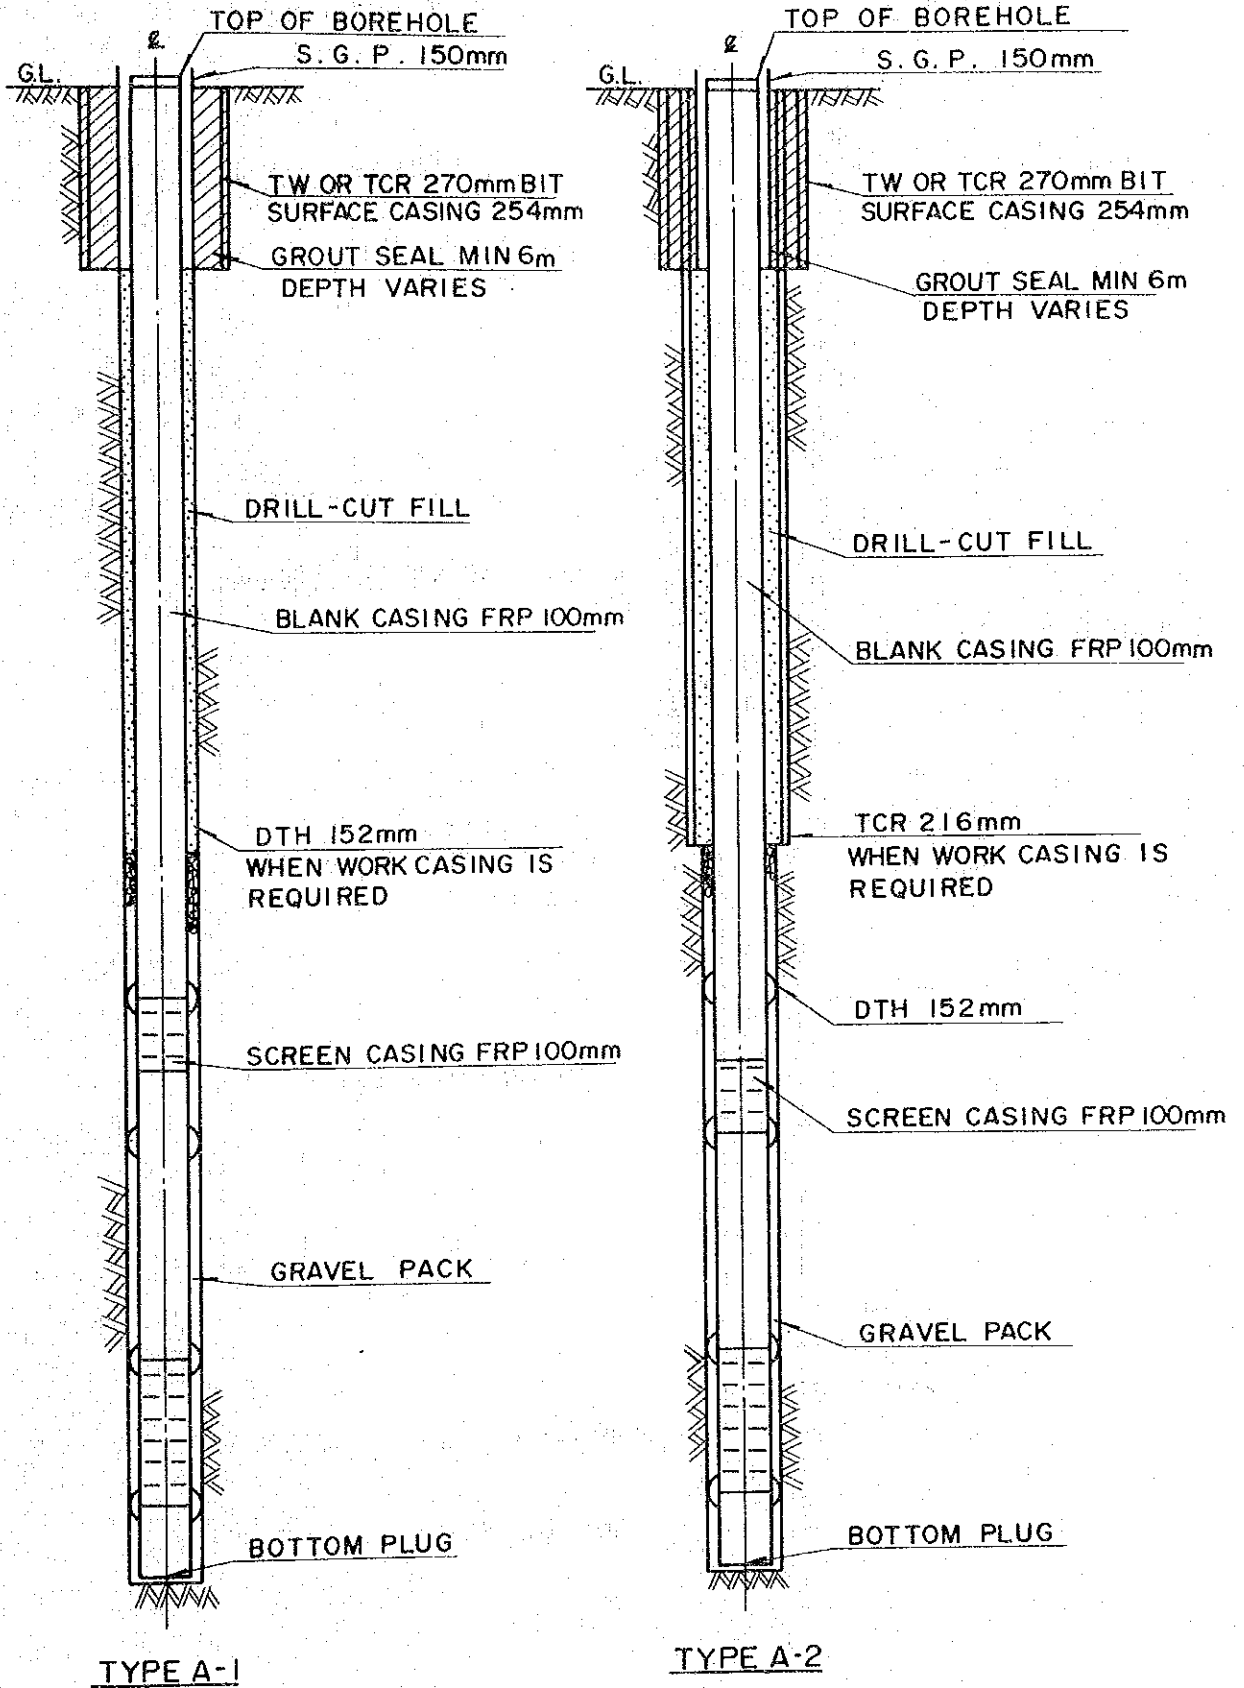 TOP OF BOREHOLE
S. G. P. 150mm
G.L.
TW OR TCR 270mm BIT
SURFACE CASING 254mm
GROUT SEAL MIN 6m
DEPTH VARIES
DRILL-CUT FILL
BLANK CASING FRP 100mm
DTH 152mm
WHEN WORK CASING IS
REQUIRED
SCREEN CASING FRP 100mm
GRAVEL PACK
BOTTOM PLUG
TYPE A-1
TOP OF BOREHOLE
S. G. P. 150mm
G.L.
TW OR TCR 270mm BIT
SURFACE CASING 254mm
GROUT SEAL MIN 6m
DEPTH VARIES
DRILL-CUT FILL
BLANK CASING FRP 100mm
TCR 216mm
WHEN WORK CASING IS
REQUIRED
DTH 152mm
SCREEN CASING FRP 100mm
GRAVEL PACK
BOTTOM PLUG
TYPE A-2